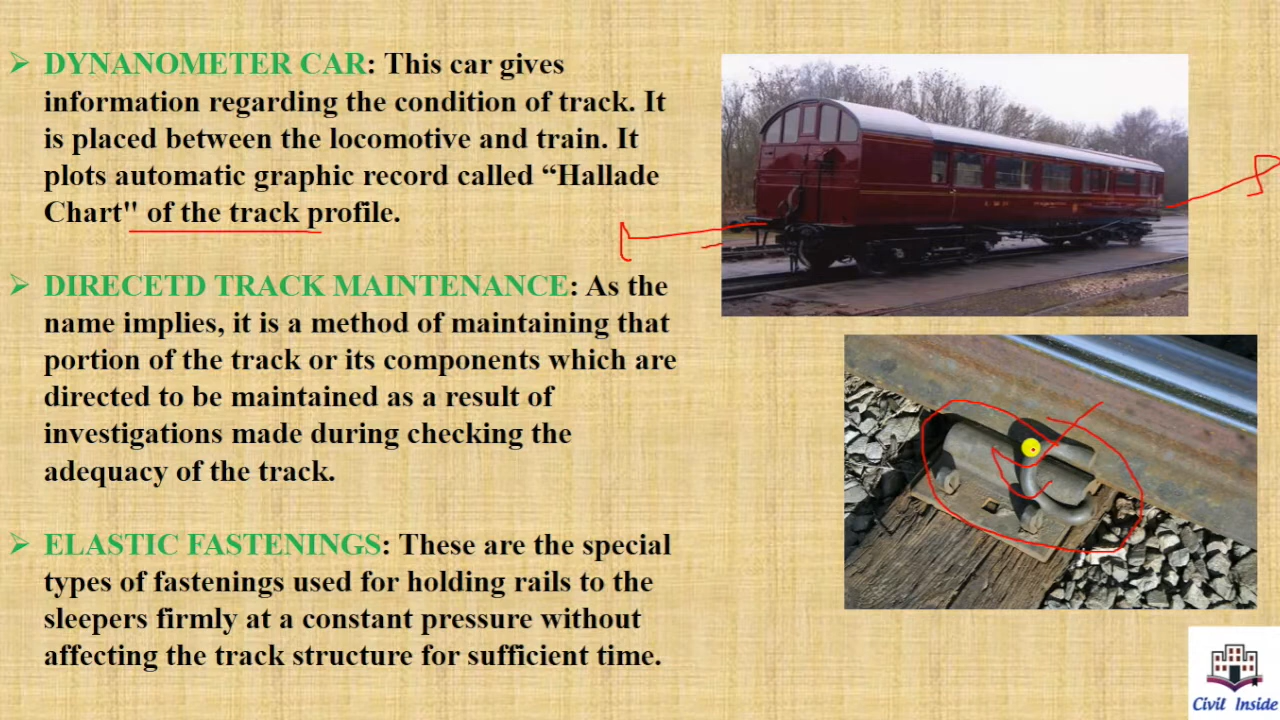 DYNANOMETER CAR: This car gives
information regarding the condition of track. It
is placed between the locomotive and train. It
plots automatic graphic record called “Hallade
Chart" of the track profile.
DIRECETD TRACK MAINTENANCE: As the
name implies, it is a method of maintaining that
portion of the track or its components which are
directed to be maintained as a result of
investigations made during checking the
adequacy of the track.
ELASTIC FASTENINGS: These are the special
types of fastenings used for holding rails to the
sleepers firmly at a constant pressure without
affecting the track structure for sufficient time.
Civil Inside